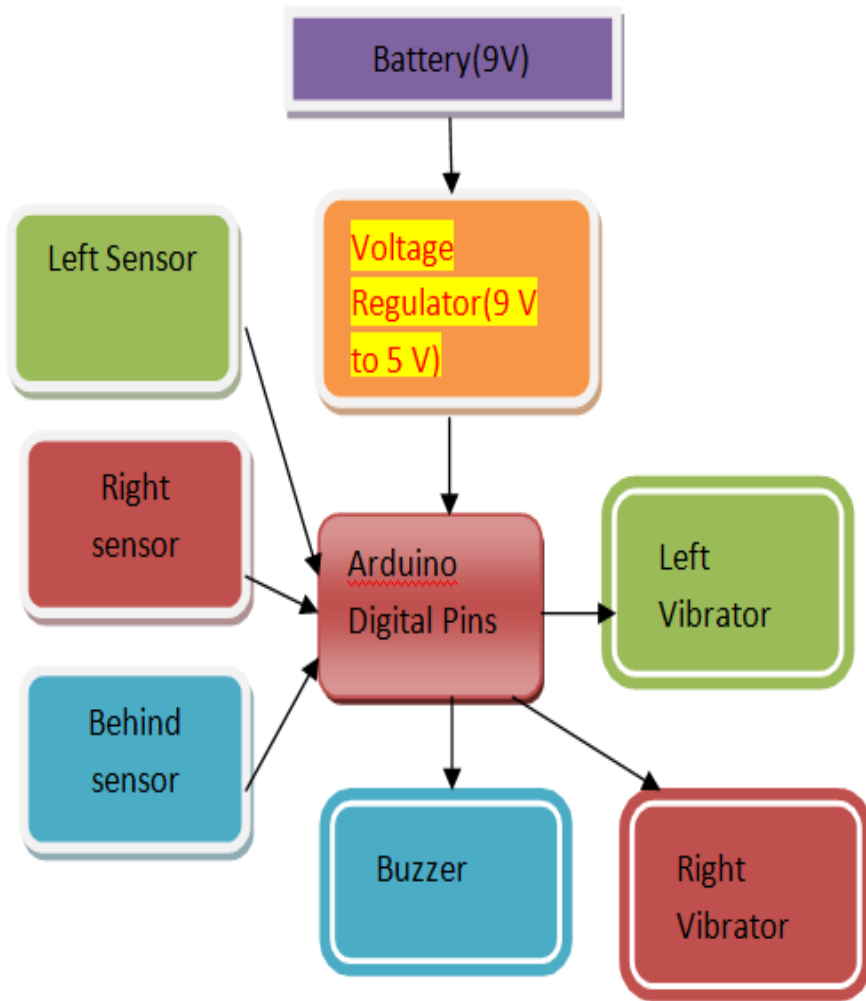 Battery(9V)
Left Sensor
Voltage
Regulator(9 V
to 5 V)
Right
sensor
Arduino
Digital Pins
Left
Vibrator
Behind
sensor
Buzzer
Right
Vibrator